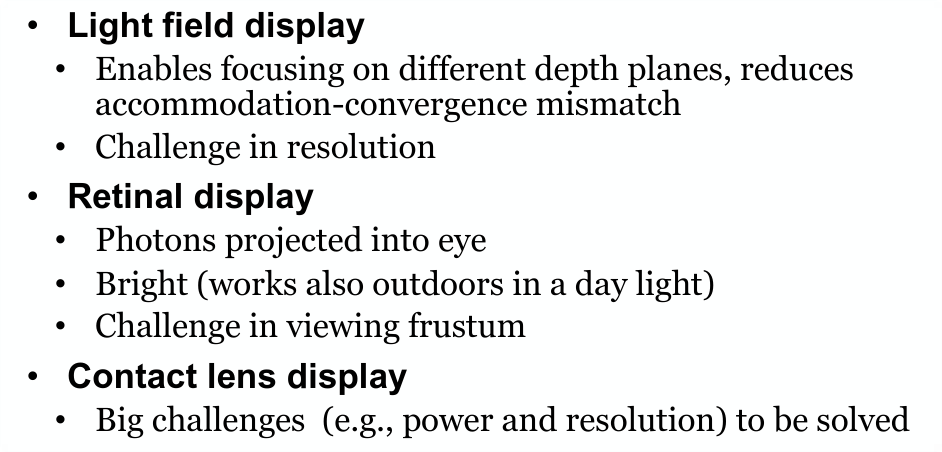 • Light field display
• Enables focusing on different depth planes, reduces
accommodation-convergence mismatch
• Challenge in resolution
• Retinal display
• Photons projected into eye
• Bright (works also outdoors in a day light)
• Challenge in viewing frustum
• Contact lens display
• Big challenges  (e.g., power and resolution) to be solved